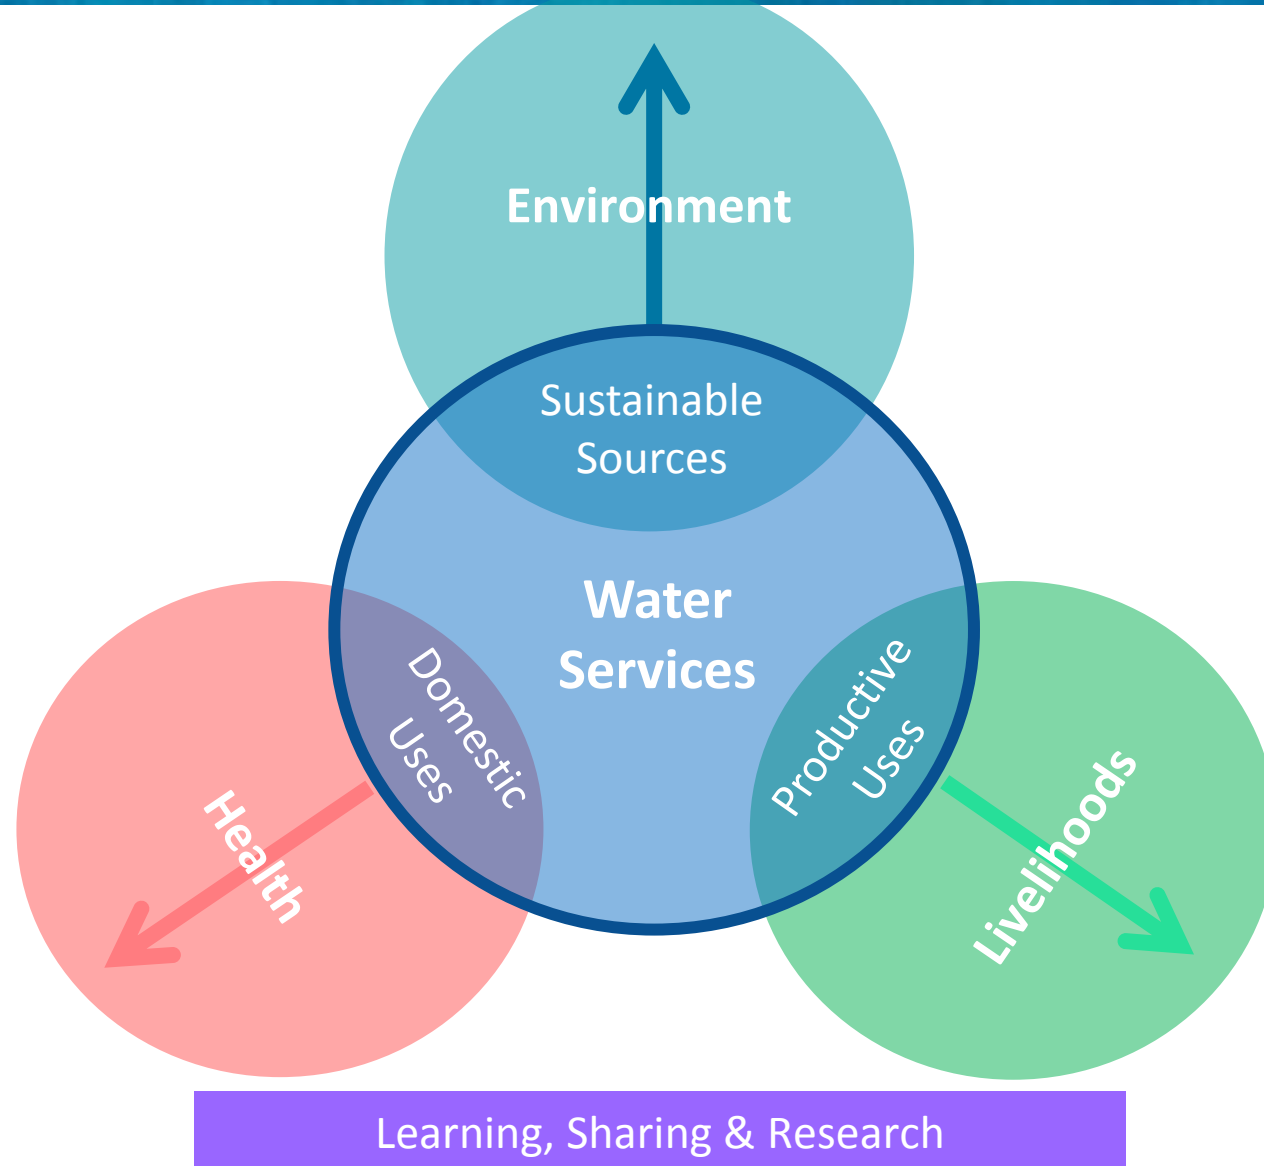 Environment
Sustainable
Sources
Water
Services
Domestic
Uses
Productive
Uses
Health
Livelihoods
Learning, Sharing & Research